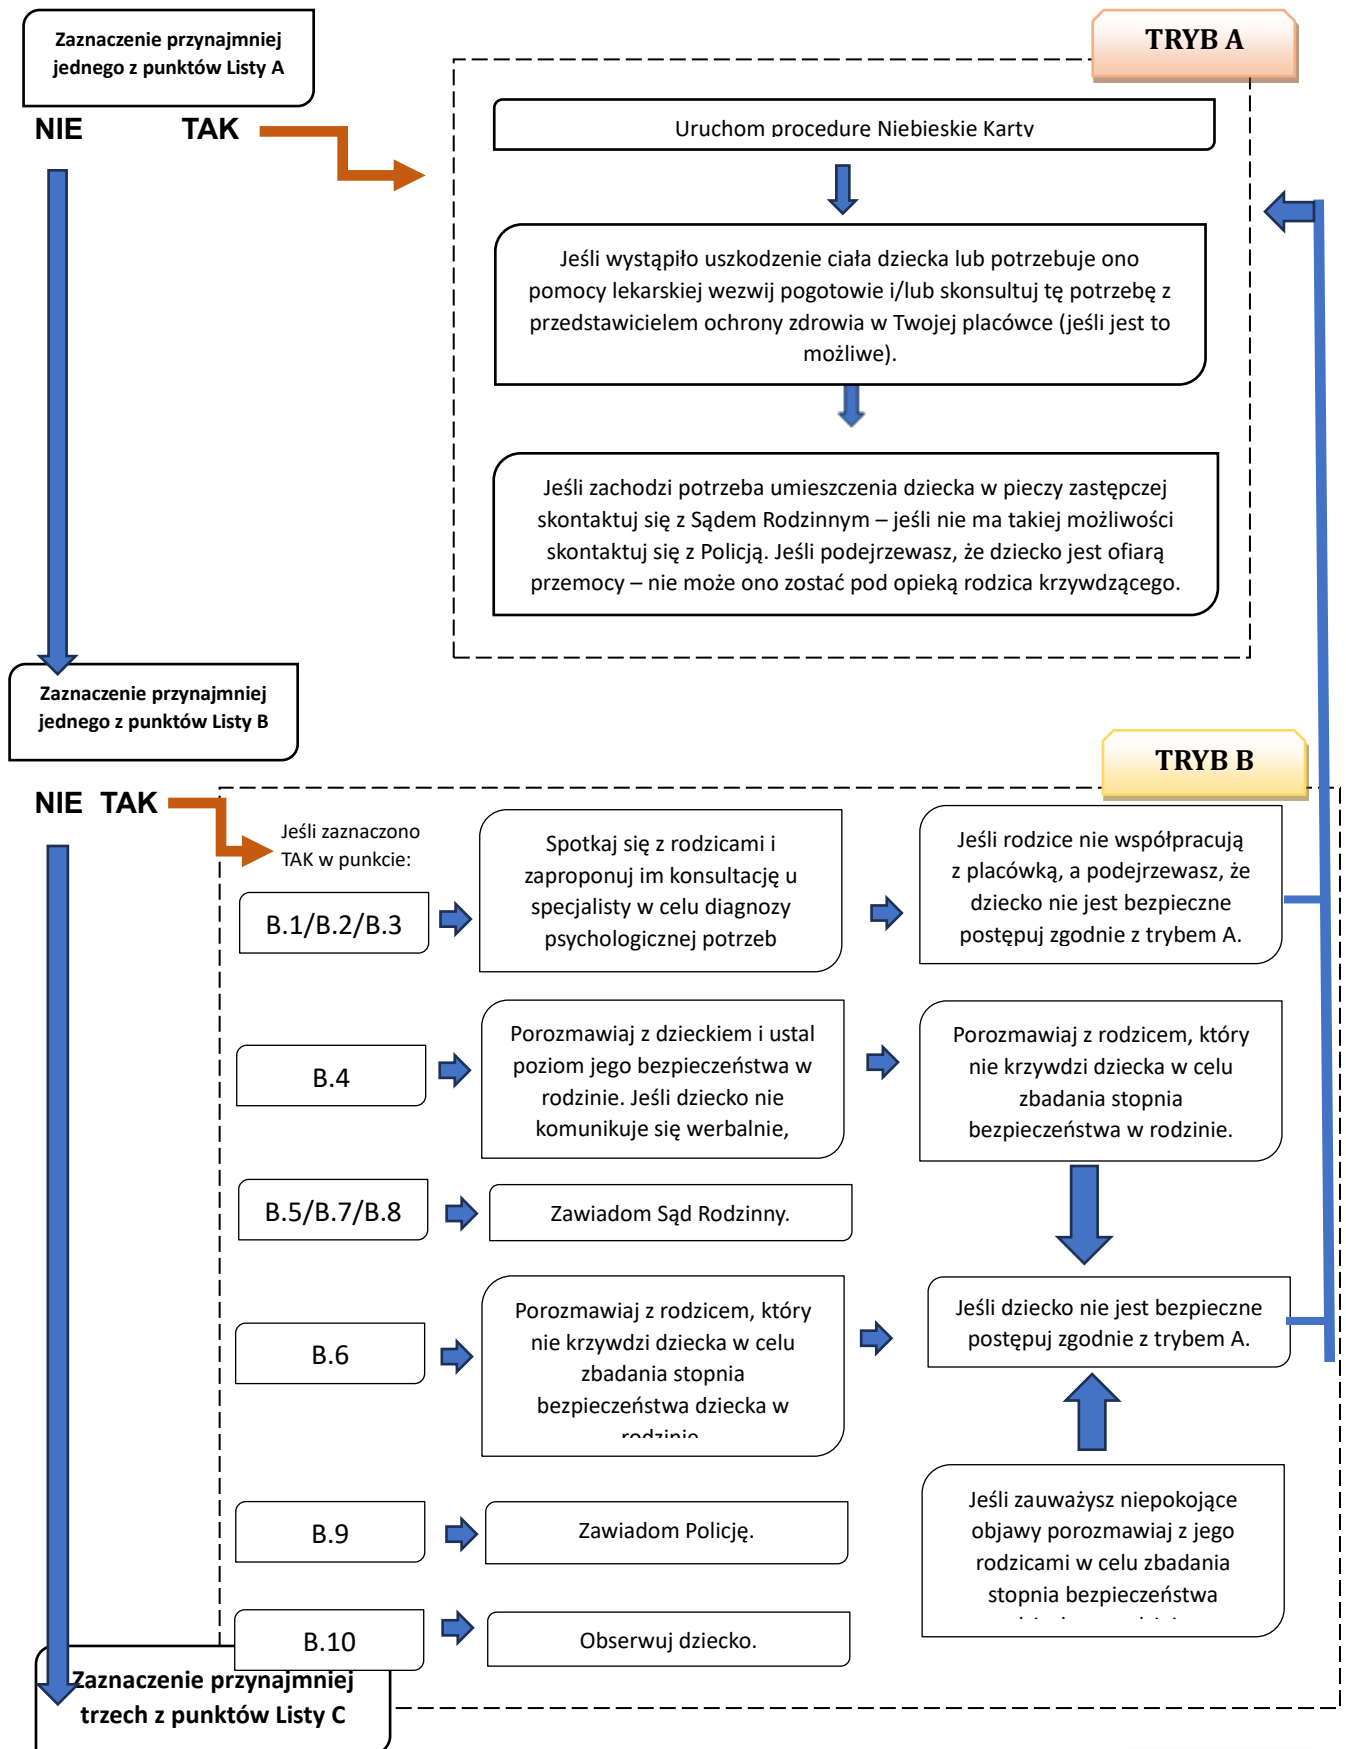 Zaznaczenie przynajmniej
jednego z punktów Listy A
NIE TAK
TRYB A
Uruchom procedurę Niebieskie Karty
Jeśli wystąpiło uszkodzenie ciała dziecka lub potrzebuje ono
pomocy lekarskiej wezwij pogotowie i/lub skonsultuj tę potrzebę z
przedstawicielem ochrony zdrowia w Twojej placówce (jeśli jest to
możliwe).
Jeśli zachodzi potrzeba umieszczenia dziecka w pieczy zastępczej
skontaktuj się z Sądem Rodzinnym – jeśli nie ma takiej możliwości
skontaktuj się z Policją. Jeśli podejrzewasz, że dziecko jest ofiarą
przemocy – nie może ono zostać pod opieką rodzica krzywdzącego.
Zaznaczenie przynajmniej
jednego z punktów Listy B
NIE TAK
TRYB B
Jeśli zaznaczono
TAK w punkcie:
B.1/B.2/B.3
Spotkaj się z rodzicami i
zaproponuj im konsultację u
specjalisty w celu diagnozy
psychologicznej potrzeb
Jeśli rodzice nie współpracują
z placówką, a podejrzewasz, że
dziecko nie jest bezpieczne
postępuj zgodnie z trybem A.
B.4
Porozmawiaj z dzieckiem i ustal
poziom jego bezpieczeństwa w
rodzinie. Jeśli dziecko nie
komunikuje się werbalnie,
Porozmawiaj z rodzicem, który
nie krzywdzi dziecka w celu
zbadania stopnia
bezpieczeństwa w rodzinie.
B.5/B.7/B.8
Zawiadom Sąd Rodzinny.
B.6
Porozmawiaj z rodzicem, który
nie krzywdzi dziecka w celu
zbadania stopnia
bezpieczeństwa dziecka w
rodzinie
Jeśli dziecko nie jest bezpieczne
postępuj zgodnie z trybem A.
B.9
Zawiadom Policję.
Jeśli zauważysz niepokojące
objawy porozmawiaj z jego
rodzicami w celu zbadania
stopnia bezpieczeństwa
B.10
Obserwuj dziecko.
Zaznaczenie przynajmniej
trzech z punktów Listy C